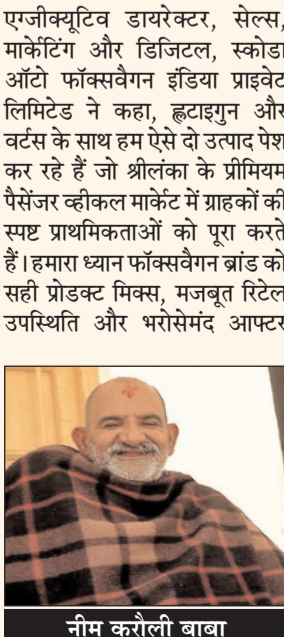 एग्जीक्यूटिव डायरेक्टर, सेल्स,
मार्केटिंग और डिजिटल, स्कोडा
ऑटो फॉक्सवैगन इंडिया प्राइवेट
लिमिटेड ने कहा, ह्लटाइगुन और
वर्टस के साथ हम ऐसे दो उत्पाद पेश
कर रहे हैं जो श्रीलंका के प्रीमियम
पैसेंजर व्हीकल मार्केट में ग्राहकों की
स्पष्ट प्राथमिकताओं को पूरा करते
हैं। हमारा ध्यान फॉक्सवैगन ब्रांड को
सही प्रोडक्ट मिक्स, मजबूत रिटेल
उपस्थिति और भरोसेमंद आफ्टर
नीम करौली बाबा